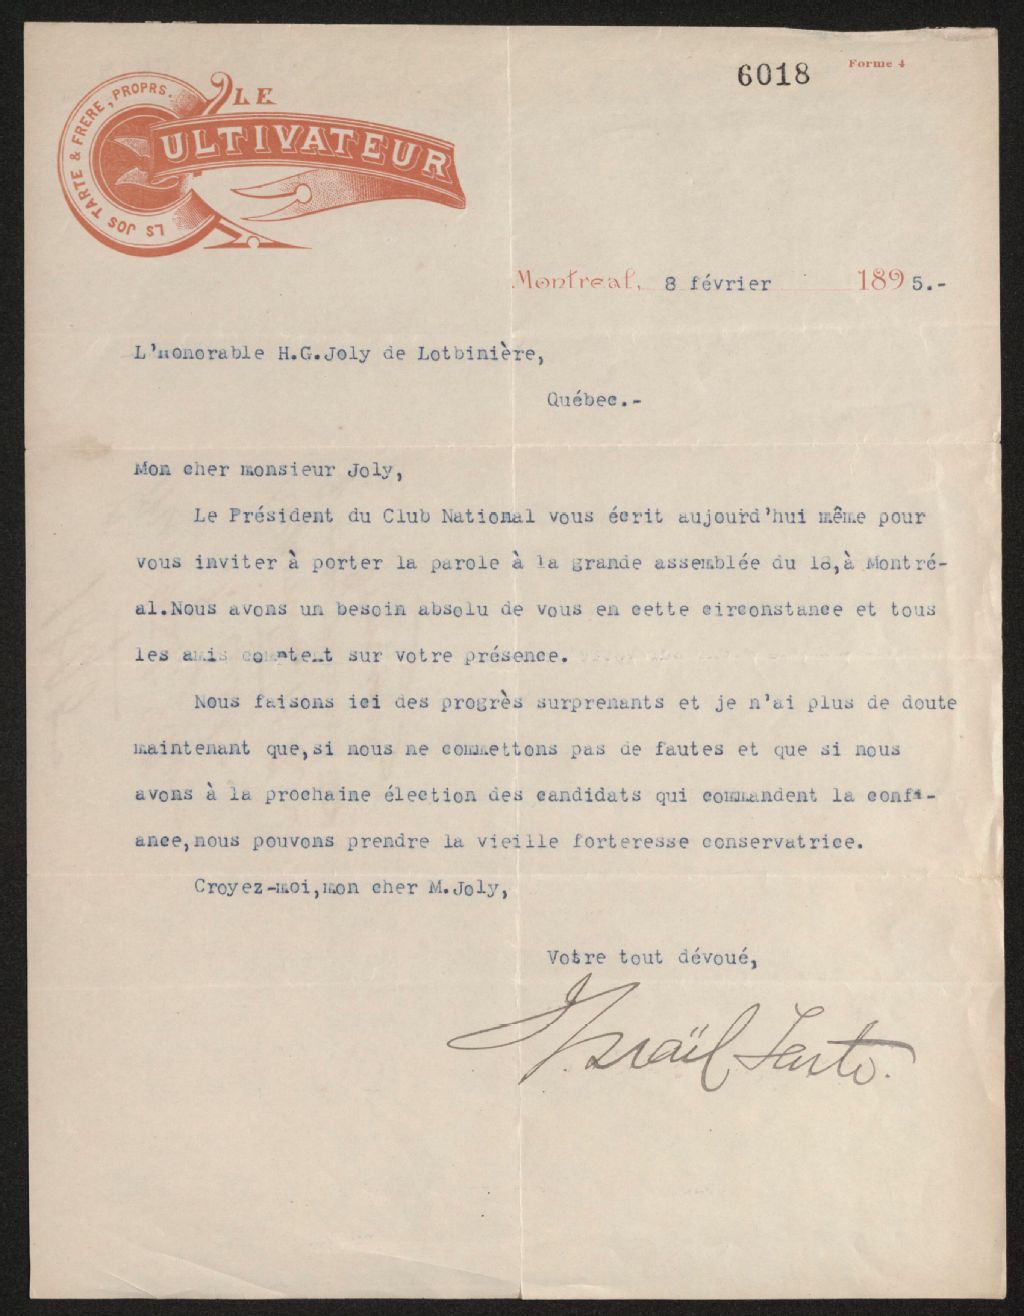 6018
Forme 4
LE
CULTIVATEUR
LS JOS TARTE & FRERE, PROPRS.
Montreal, 8 février 1895.-
L'honorable H.G.Joly de Lotbinière,
Québec.-
Mon cher monsieur Joly,
Le Président du Club National vous écrit aujourd'hui même pour
vous inviter à porter la parole à la grande assemblée du 18,à Montré-
al.Nous avons un besoin absolu de vous en cette circonstance et tous
les amis comptent sur votre présence.
Nous faisons ici des progrès surprenants et je n'ai plus de doute
maintenant que,si nous ne commettons pas de fautes et que si nous
avons à la prochaine élection des candidats qui commandent la confi-
ance,nous pouvons prendre la vieille forteresse conservatrice.
Croyez-moi,mon cher M.Joly,
Votre tout dévoué,
J. Israël Tarte.